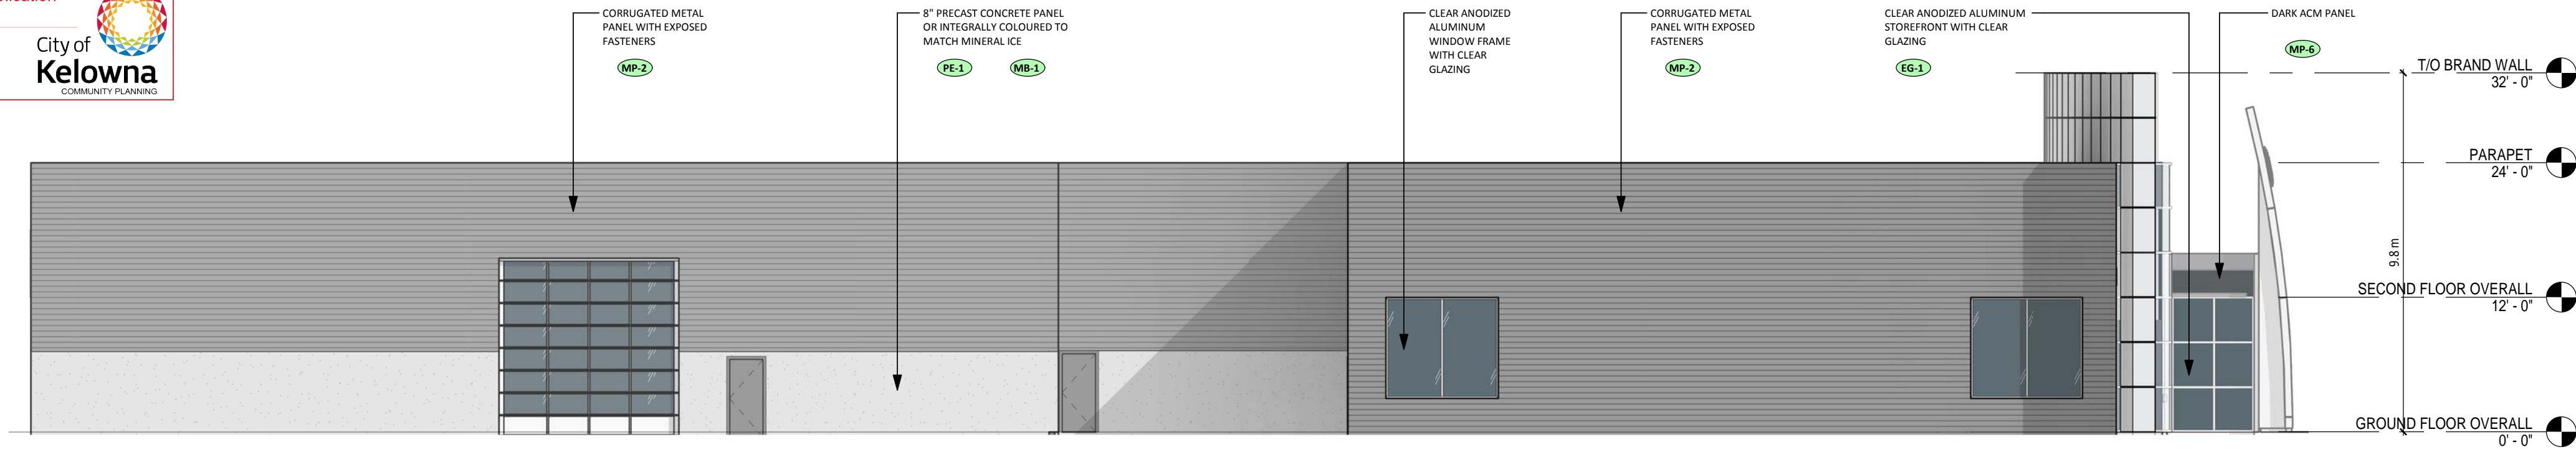 City of
Kelowna
COMMUNITY PLANNING
CORRUGATED METAL
PANEL WITH EXPOSED
FASTENERS
MP-2
8" PRECAST CONCRETE PANEL
OR INTEGRALLY COLOURED TO
MATCH MINERAL ICE
PE-1
MB-1
CLEAR ANODIZED
ALUMINUM
WINDOW FRAME
WITH CLEAR
GLAZING
CORRUGATED METAL
PANEL WITH EXPOSED
FASTENERS
MP-2
CLEAR ANODIZED ALUMINUM
STOREFRONT WITH CLEAR
GLAZING
EG-1
DARK ACM PANEL
MP-6
T/O BRAND WALL
32' - 0"
PARAPET
24' - 0"
9.8 m
SECOND FLOOR OVERALL
12' - 0"
GROUND FLOOR OVERALL
0' - 0"